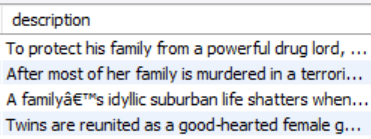 description
To protect his family from a powerful drug lord, ...
After most of her family is murdered in a terrori...
A familyâ€™s idyllic suburban life shatters when...
Twins are reunited as a good-hearted female g...